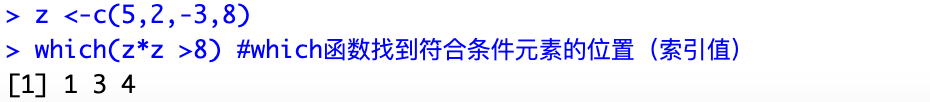 > z <-c(5,2,-3,8)
> which(z*z >8) #which函数找到符合条件元素的位置（索引值）
[1] 1 3 4